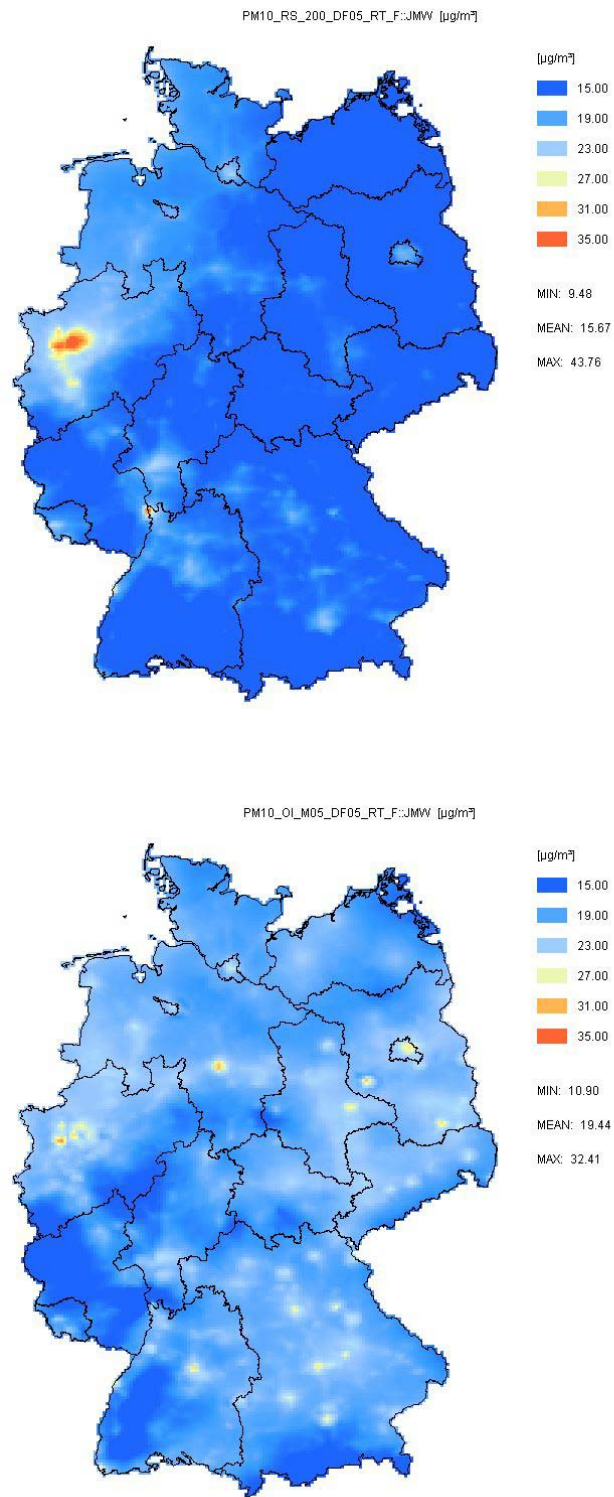 PM10_RS_200_DF05_RT_F::JMW [µg/m³]
[µg/m³]
15.00
19.00
23.00
27.00
31.00
35.00
MIN: 9.48
MEAN: 15.67
MAX: 43.76
PM10_OI_M05_DF05_RT_F::JMW [µg/m³]
[µg/m³]
15.00
19.00
23.00
27.00
31.00
35.00
MIN: 10.90
MEAN: 19.44
MAX: 32.41